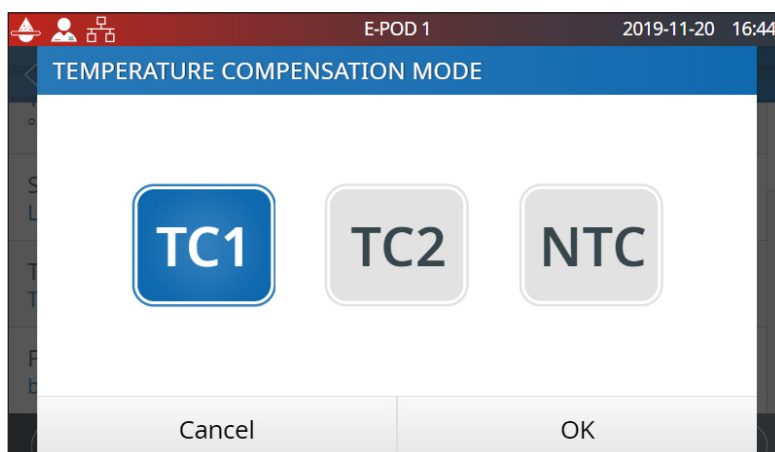 E-POD 1 2019-11-20 16:44
TEMPERATURE COMPENSATION MODE
TC1 TC2 NTC
Cancel OK